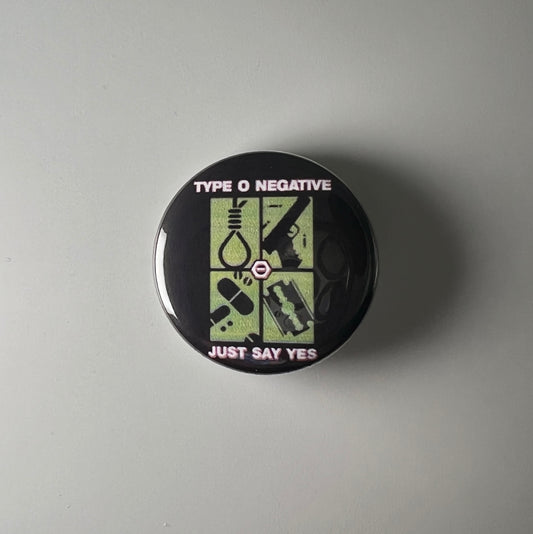 TYPE O NEGATIVE
JUST SAY YES